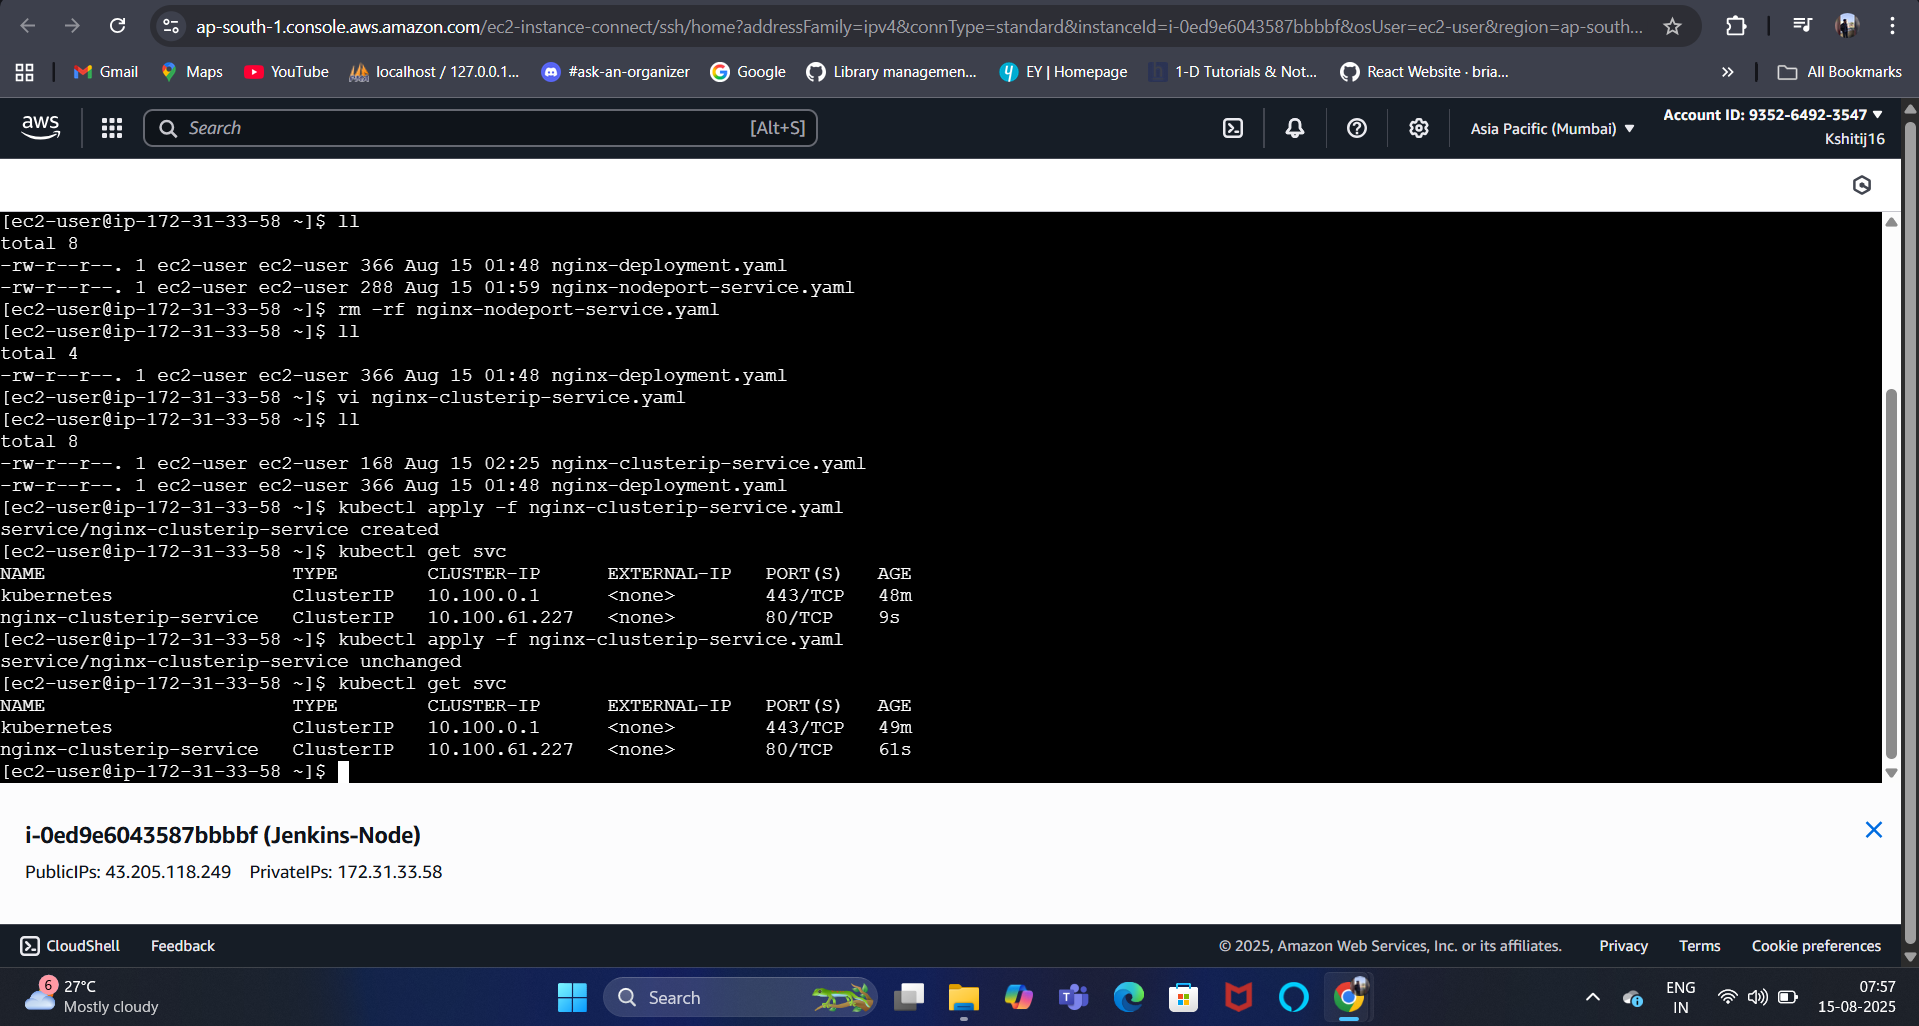 ap-south-1.console.aws.amazon.com/ec2-instance-connect/ssh/home?addressFamily=ipv4&connType=standard&instanceId=i-0ed9e6043587bbbbf&osUser=ec2-user&region=ap-south...
Gmail Maps YouTube localhost / 127.0.0.1... #ask-an-organizer Google Library managemen... EY | Homepage 1-D Tutorials & Not... React Website · bria... » All Bookmarks
aws Search [Alt+S] Asia Pacific (Mumbai) Account ID: 9352-6492-3547
Kshitij16
[ec2-user@ip-172-31-33-58 ~]$ ll
total 8
-rw-r--r--. 1 ec2-user ec2-user 366 Aug 15 01:48 nginx-deployment.yaml
-rw-r--r--. 1 ec2-user ec2-user 288 Aug 15 01:59 nginx-nodeport-service.yaml
[ec2-user@ip-172-31-33-58 ~]$ rm -rf nginx-nodeport-service.yaml
[ec2-user@ip-172-31-33-58 ~]$ ll
total 4
-rw-r--r--. 1 ec2-user ec2-user 366 Aug 15 01:48 nginx-deployment.yaml
[ec2-user@ip-172-31-33-58 ~]$ vi nginx-clusterip-service.yaml
[ec2-user@ip-172-31-33-58 ~]$ ll
total 8
-rw-r--r--. 1 ec2-user ec2-user 168 Aug 15 02:25 nginx-clusterip-service.yaml
-rw-r--r--. 1 ec2-user ec2-user 366 Aug 15 01:48 nginx-deployment.yaml
[ec2-user@ip-172-31-33-58 ~]$ kubectl apply -f nginx-clusterip-service.yaml
service/nginx-clusterip-service created
[ec2-user@ip-172-31-33-58 ~]$ kubectl get svc
NAME TYPE CLUSTER-IP EXTERNAL-IP PORT(S) AGE
kubernetes ClusterIP 10.100.0.1 <none> 443/TCP 48m
nginx-clusterip-service ClusterIP 10.100.61.227 <none> 80/TCP 9s
[ec2-user@ip-172-31-33-58 ~]$ kubectl apply -f nginx-clusterip-service.yaml
service/nginx-clusterip-service unchanged
[ec2-user@ip-172-31-33-58 ~]$ kubectl get svc
NAME TYPE CLUSTER-IP EXTERNAL-IP PORT(S) AGE
kubernetes ClusterIP 10.100.0.1 <none> 443/TCP 49m
nginx-clusterip-service ClusterIP 10.100.61.227 <none> 80/TCP 61s
[ec2-user@ip-172-31-33-58 ~]$
i-0ed9e6043587bbbbf (Jenkins-Node)
PublicIPs: 43.205.118.249 PrivateIPs: 172.31.33.58
CloudShell Feedback © 2025, Amazon Web Services, Inc. or its affiliates. Privacy Terms Cookie preferences
6 27°C
Mostly cloudy
Search
ENG
IN
07:57
15-08-2025